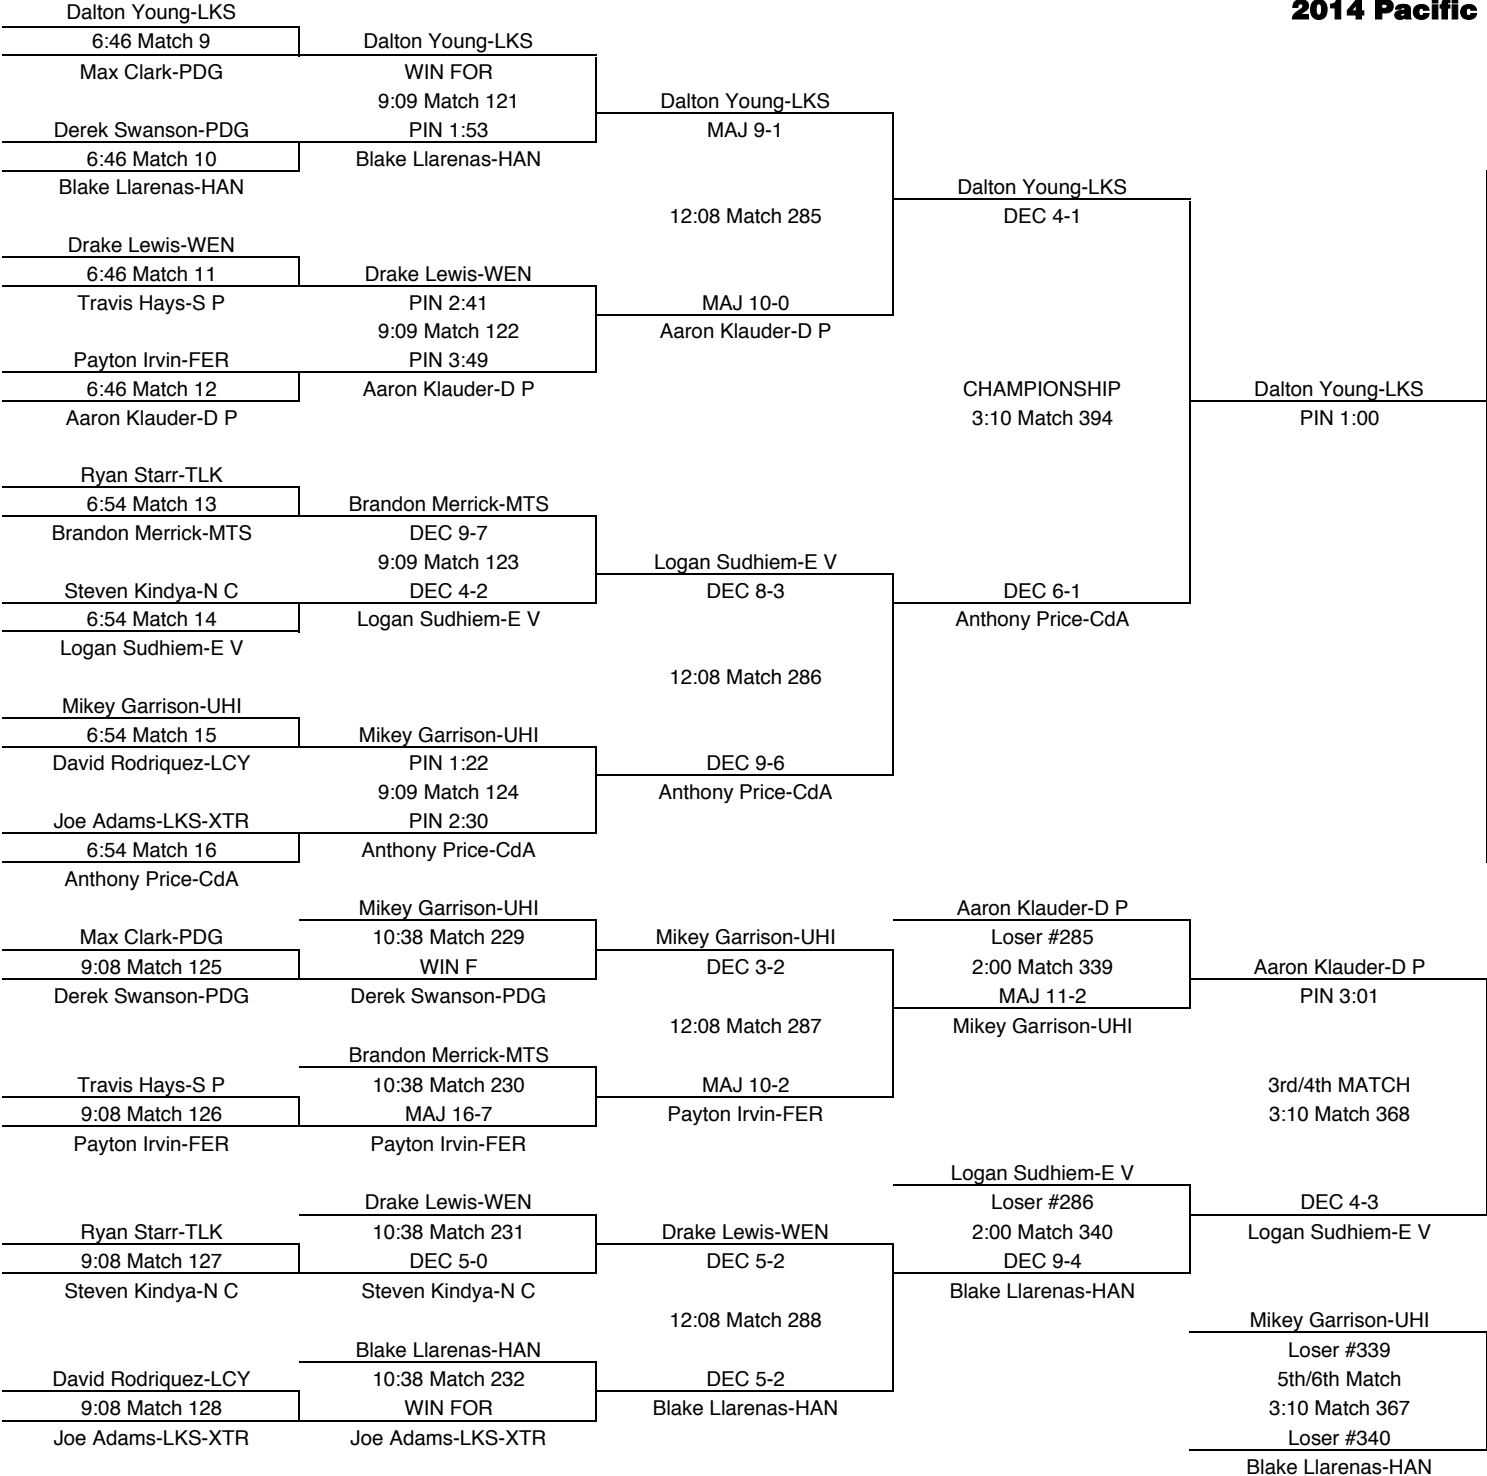 2014 Pacific
Dalton Young-LKS
6:46 Match 9
Max Clark-PDG
Derek Swanson-PDG
6:46 Match 10
Blake Llarenas-HAN
Drake Lewis-WEN
6:46 Match 11
Travis Hays-S P
Payton Irvin-FER
6:46 Match 12
Aaron Klauder-D P
Ryan Starr-TLK
6:54 Match 13
Brandon Merrick-MTS
Steven Kindya-N C
6:54 Match 14
Logan Sudhiem-E V
Mikey Garrison-UHI
6:54 Match 15
David Rodriquez-LCY
Joe Adams-LKS-XTR
6:54 Match 16
Anthony Price-CdA
Dalton Young-LKS
WIN FOR
9:09 Match 121
PIN 1:53
Blake Llarenas-HAN
Drake Lewis-WEN
PIN 2:41
9:09 Match 122
PIN 3:49
Aaron Klauder-D P
Brandon Merrick-MTS
DEC 9-7
9:09 Match 123
DEC 4-2
Logan Sudhiem-E V
Mikey Garrison-UHI
PIN 1:22
9:09 Match 124
PIN 2:30
Anthony Price-CdA
Dalton Young-LKS
MAJ 9-1
12:08 Match 285
MAJ 10-0
Aaron Klauder-D P
Logan Sudhiem-E V
DEC 8-3
12:08 Match 286
DEC 9-6
Anthony Price-CdA
Dalton Young-LKS
DEC 4-1
CHAMPIONSHIP
3:10 Match 394
DEC 6-1
Anthony Price-CdA
Dalton Young-LKS
PIN 1:00
Max Clark-PDG
9:08 Match 125
Derek Swanson-PDG
Travis Hays-S P
9:08 Match 126
Payton Irvin-FER
Ryan Starr-TLK
9:08 Match 127
Steven Kindya-N C
David Rodriquez-LCY
9:08 Match 128
Joe Adams-LKS-XTR
Mikey Garrison-UHI
10:38 Match 229
WIN F
Derek Swanson-PDG
Brandon Merrick-MTS
10:38 Match 230
MAJ 16-7
Payton Irvin-FER
Drake Lewis-WEN
10:38 Match 231
DEC 5-0
Steven Kindya-N C
Blake Llarenas-HAN
10:38 Match 232
WIN FOR
Joe Adams-LKS-XTR
Mikey Garrison-UHI
DEC 3-2
12:08 Match 287
MAJ 10-2
Payton Irvin-FER
Drake Lewis-WEN
DEC 5-2
12:08 Match 288
DEC 5-2
Blake Llarenas-HAN
Aaron Klauder-D P
Loser #285
2:00 Match 339
MAJ 11-2
Mikey Garrison-UHI
Logan Sudhiem-E V
Loser #286
2:00 Match 340
DEC 9-4
Blake Llarenas-HAN
Aaron Klauder-D P
PIN 3:01
3rd/4th MATCH
3:10 Match 368
DEC 4-3
Logan Sudhiem-E V
Mikey Garrison-UHI
Loser #339
5th/6th Match
3:10 Match 367
Loser #340
Blake Llarenas-HAN